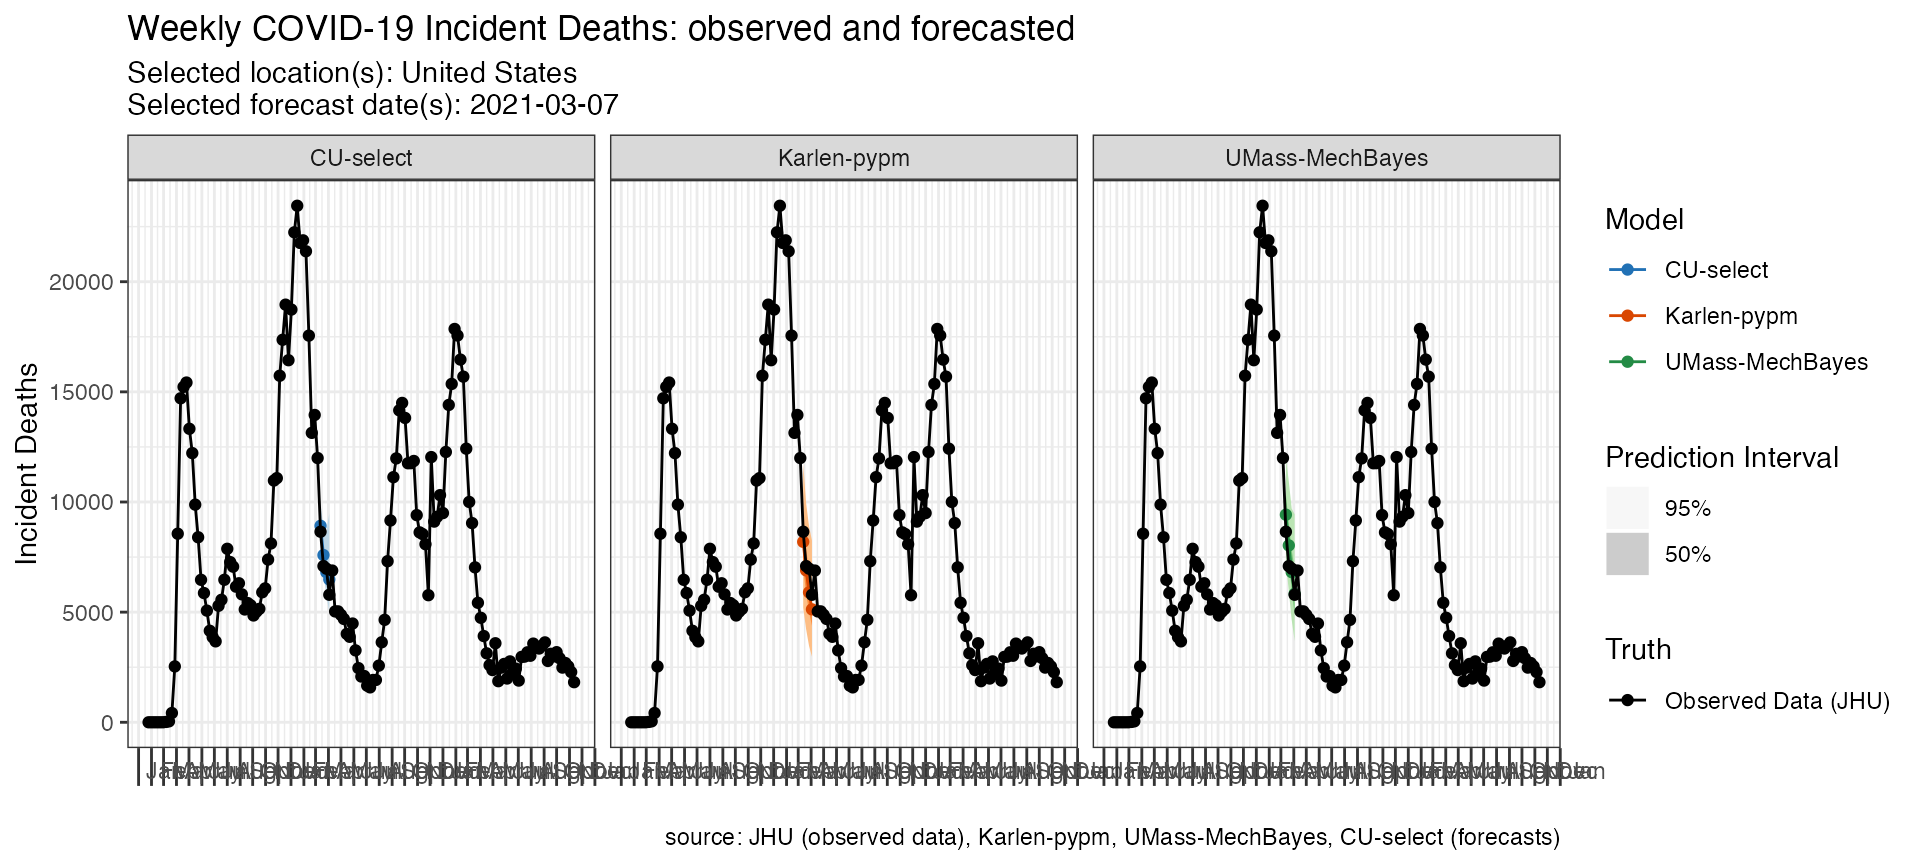 Weekly COVID-19 Incident Deaths: observed and forecasted
Selected location(s): United States
Selected forecast date(s): 2021-03-07
CU-select
Karlen-pypm
UMass-MechBayes
Incident Deaths
20000
15000
10000
5000
0
Model
CU-select
Karlen-pypm
UMass-MechBayes
Prediction Interval
95%
50%
Truth
Observed Data (JHU)
source: JHU (observed data), Karlen-pypm, UMass-MechBayes, CU-select (forecasts)